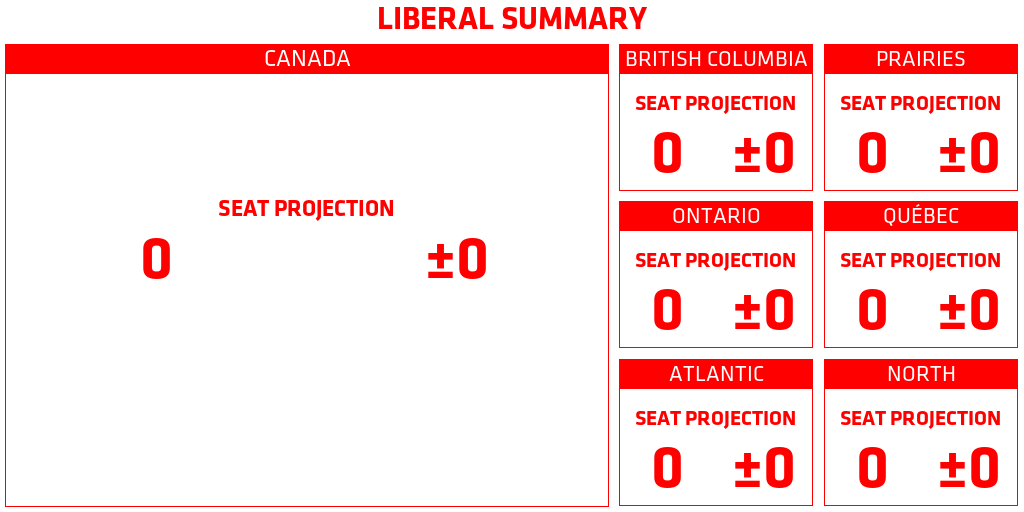 LIBERAL SUMMARY
CANADA
SEAT PROJECTION
0 ±0
BRITISH COLUMBIA
SEAT PROJECTION
0 ±0
PRAIRIES
SEAT PROJECTION
0 ±0
ONTARIO
SEAT PROJECTION
0 ±0
QUÉBEC
SEAT PROJECTION
0 ±0
ATLANTIC
SEAT PROJECTION
0 ±0
NORTH
SEAT PROJECTION
0 ±0